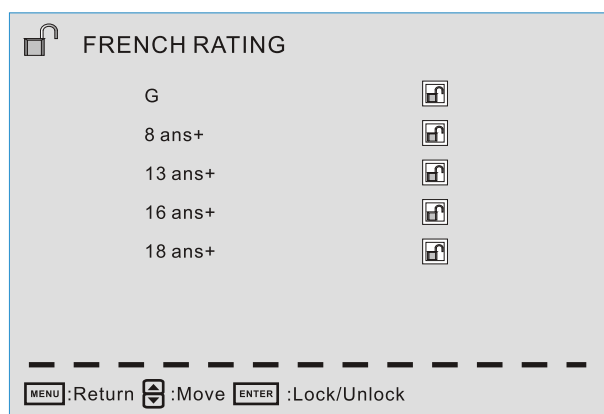 FRENCH RATING
G
8 ans+
13 ans+
16 ans+
18 ans+
MENU :Return :Move ENTER :Lock/Unlock